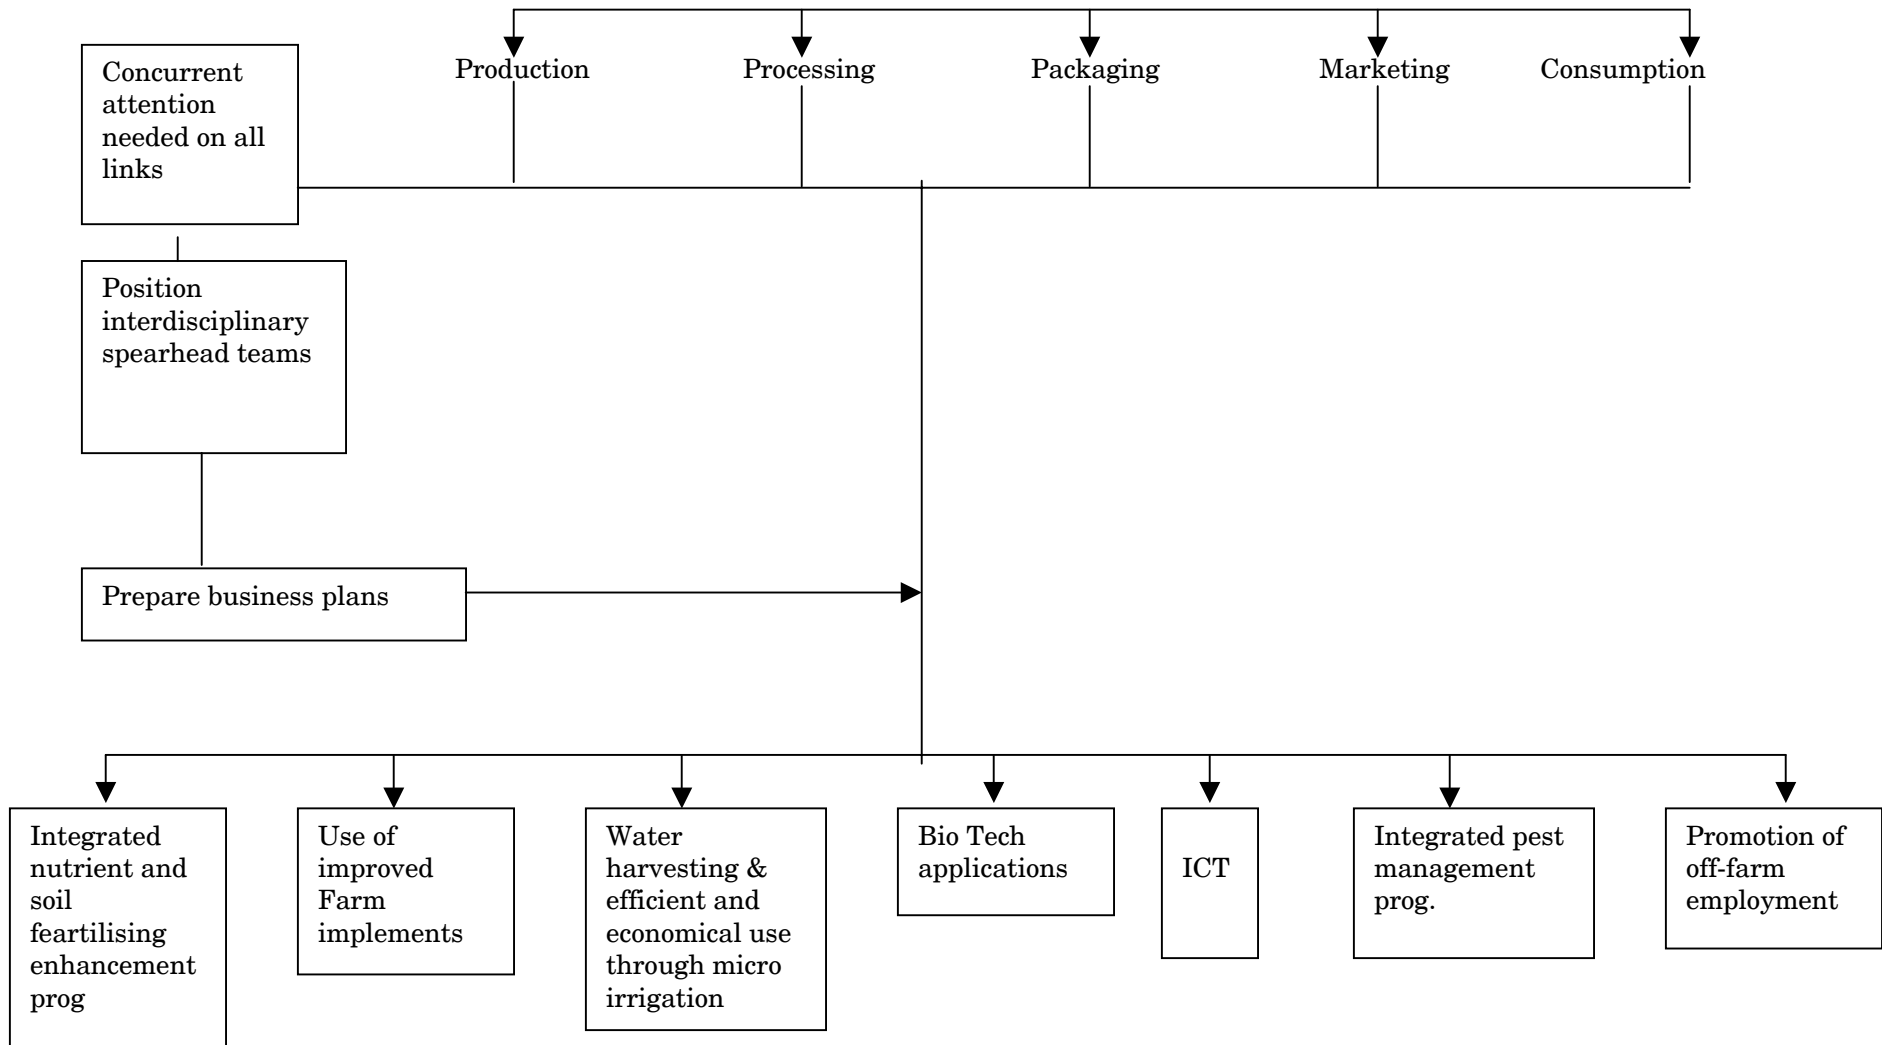 Production
Processing
Packaging
Marketing
Consumption
Concurrent
attention
needed on all
links
Position
interdisciplinary
spearhead teams
Prepare business plans
Integrated
nutrient and
soil
feartilising
enhancement
prog
Use of
improved
Farm
implements
Water
harvesting &
efficient and
economical use
through micro
irrigation
Bio Tech
applications
ICT
Integrated pest
management
prog.
Promotion of
off-farm
employment